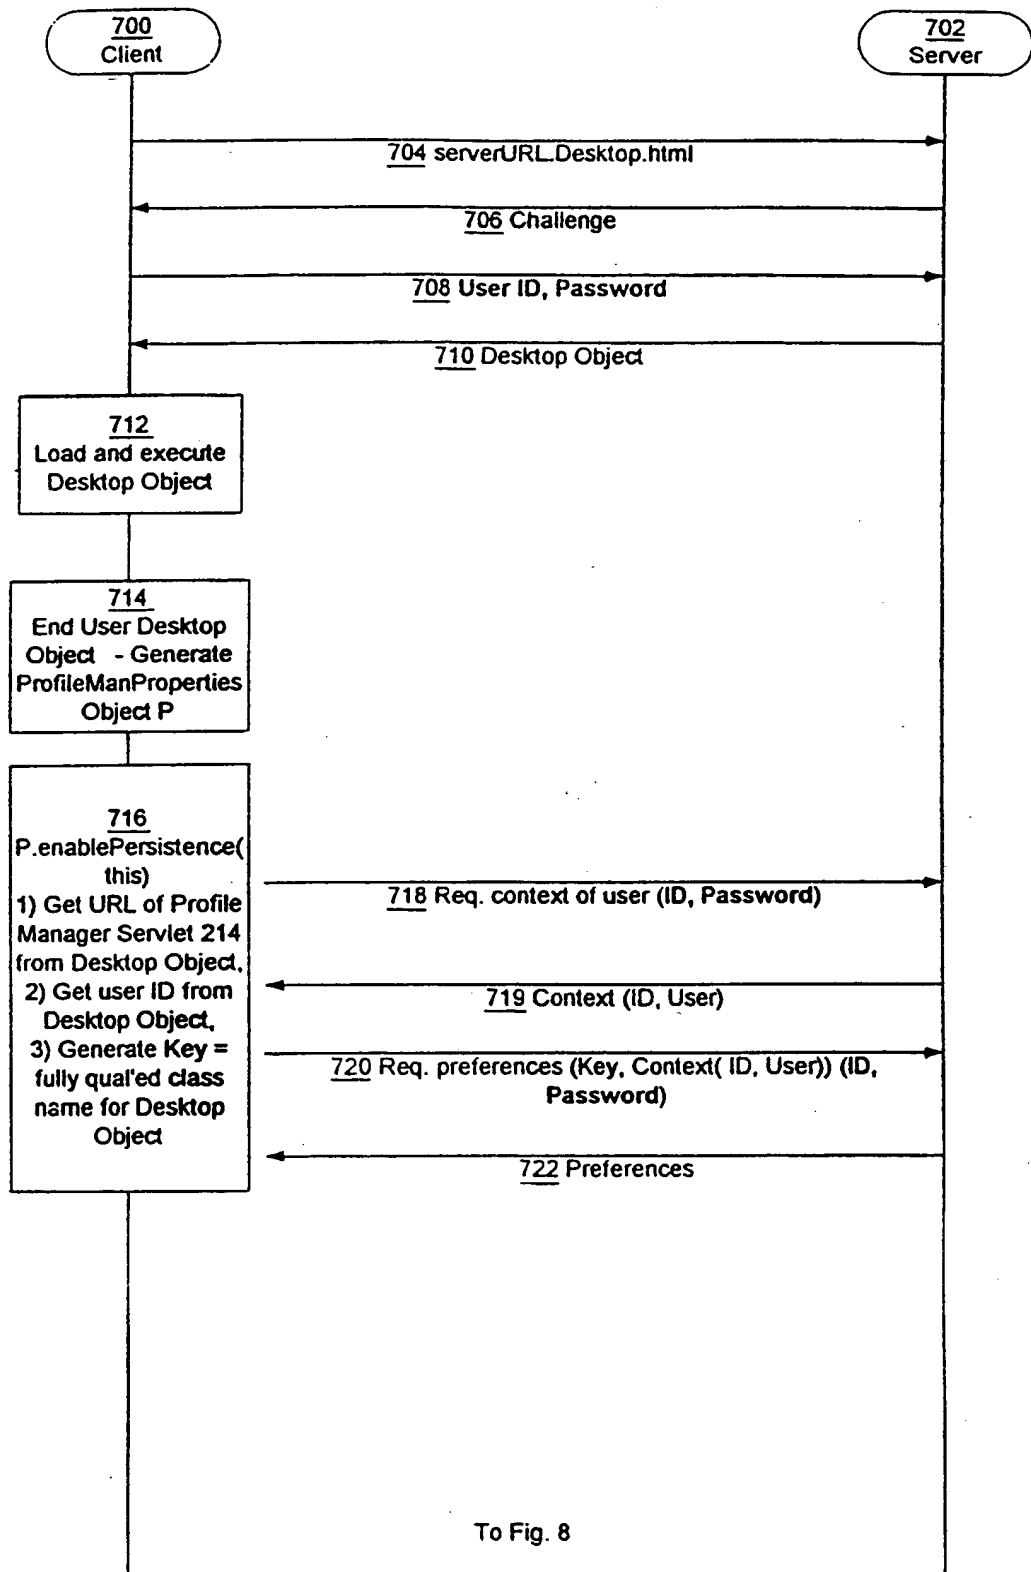 700
Client
702
Server
704 serverURL.Desktop.html
706 Challenge
708 User ID, Password
710 Desktop Object
712
Load and execute
Desktop Object
714
End User Desktop
Object - Generate
ProfileManProperties
Object P
716
P.enablePersistence(
this)
1) Get URL of Profile
Manager Servlet 214
from Desktop Object,
2) Get user ID from
Desktop Object,
3) Generate Key =
fully qual'ed class
name for Desktop
Object
718 Req. context of user (ID, Password)
719 Context (ID, User)
720 Req. preferences (Key, Context( ID, User)) (ID,
Password)
722 Preferences
To Fig. 8